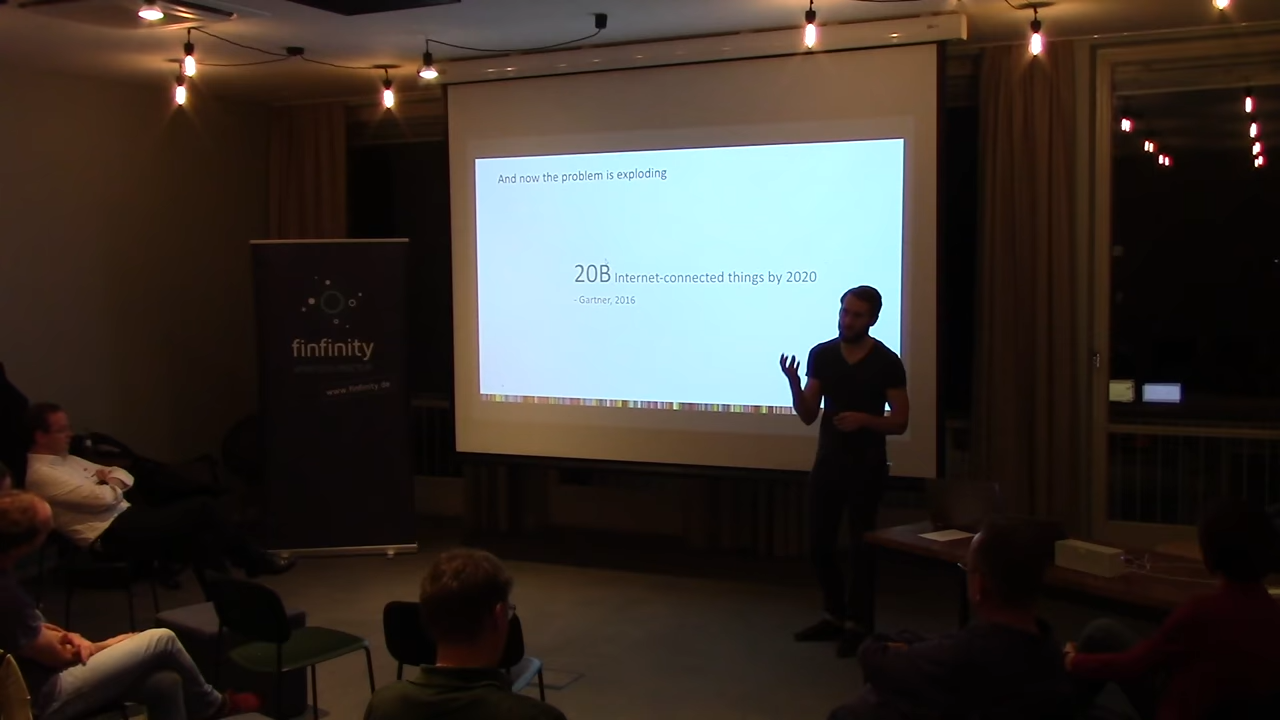 And now the problem is exploding
20B Internet-connected things by 2020
- Gartner, 2016
finfinity
www.finfinity.de